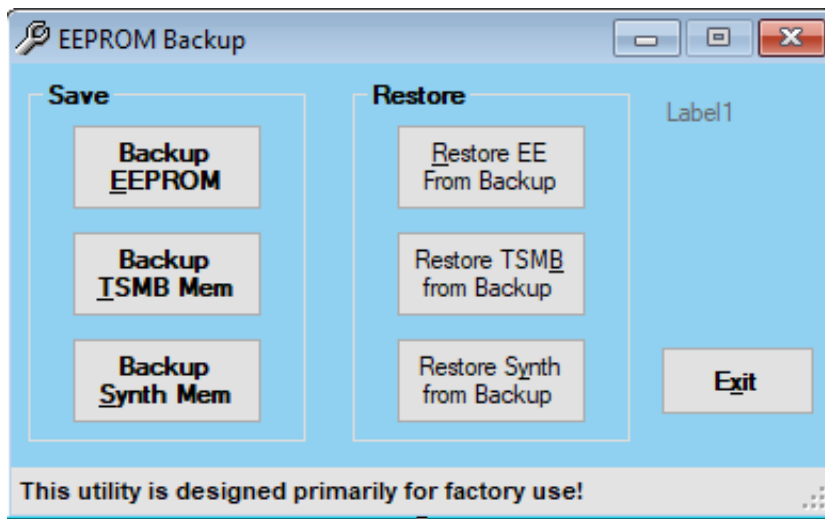 EEPROM Backup
Save
Backup
EEPROM
Backup
TSMB Mem
Backup
Synth Mem
Restore
Restore EE
From Backup
Restore TSMB
from Backup
Restore Synth
from Backup
Label1
Exit
This utility is designed primarily for factory use!